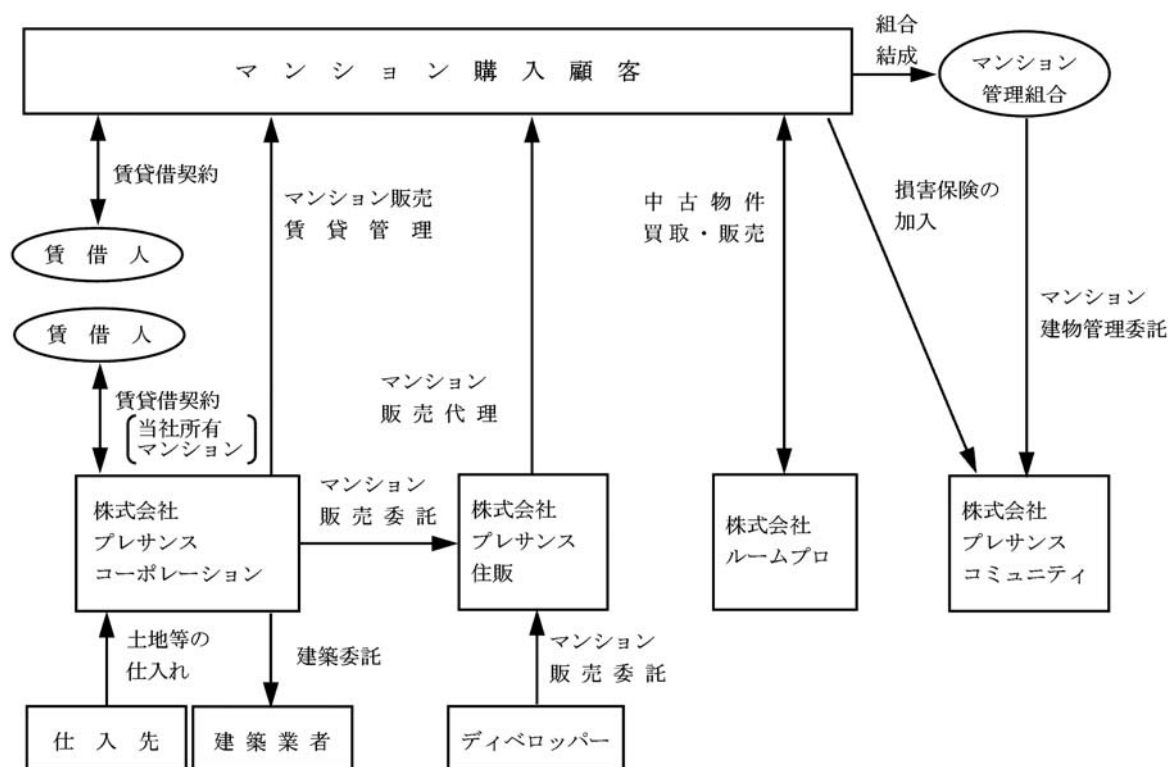 組合
結成
マンション購入顧客
マンション
管理組合
賃貸借契約
マンション販売
賃貸管理
中古物件
買取・販売
損害保険の
加入
賃借人
マンション
建物管理委託
賃借人
賃貸借契約
当社所有
マンション
マンション
販売代理
マンション
販売委託
株式会社
プレサンス
コーポレーション
株式会社
プレサンス
住販
株式会社
ルームプロ
株式会社
プレサンス
コミュニティ
土地等の
仕入れ
建築委託
マンション
販売委託
仕入先
建築業者
ディベロッパー